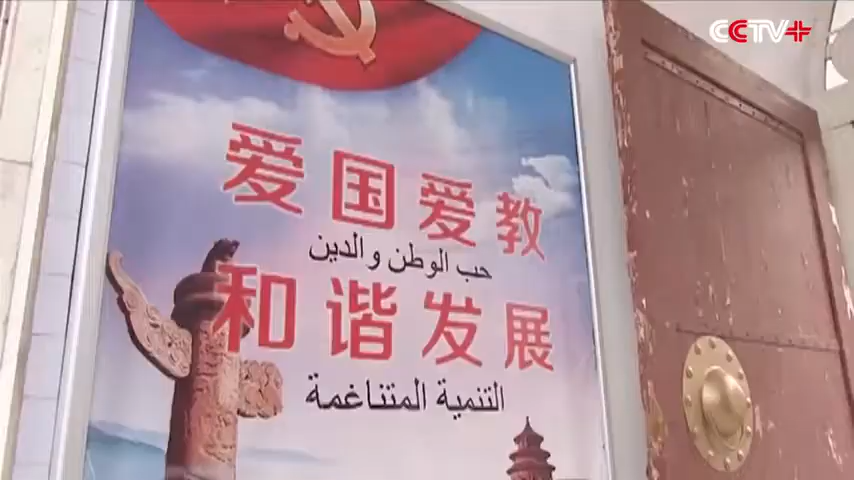 CCTV+
爱国爱教
حب الوطن والدين
和谐发展
التنمية المتناغمة